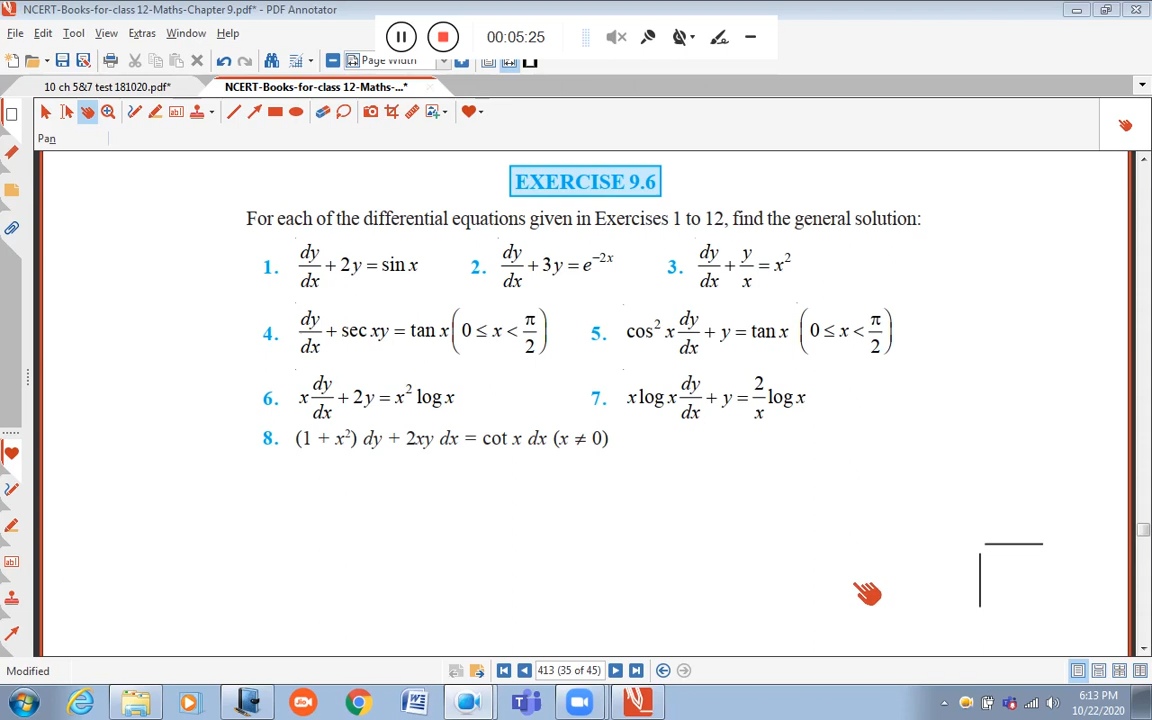 NCERT-Books-for-class 12-Maths-Chapter 9.pdf* - PDF Annotator
File Edit Tool View Extras Window Help
00:05:25
Page Width
10 ch 5&7 test 181020.pdf* NCERT-Books-for-class 12-Maths-...*
Pan
EXERCISE 9.6
For each of the differential equations given in Exercises 1 to 12, find the general solution:
1. dy/dx + 2y = sin x 2. dy/dx + 3y = e^{-2x} 3. dy/dx + y/x = x²
4. dy/dx + sec xy = tan x (0 ≤ x < π/2) 5. cos² x dy/dx + y = tan x (0 ≤ x < π/2)
6. x dy/dx + 2y = x² log x 7. x log x dy/dx + y = 2/x log x
8. (1 + x²) dy + 2xy dx = cot x dx (x ≠ 0)
Modified 413 (35 of 45)
6:13 PM
10/22/2020